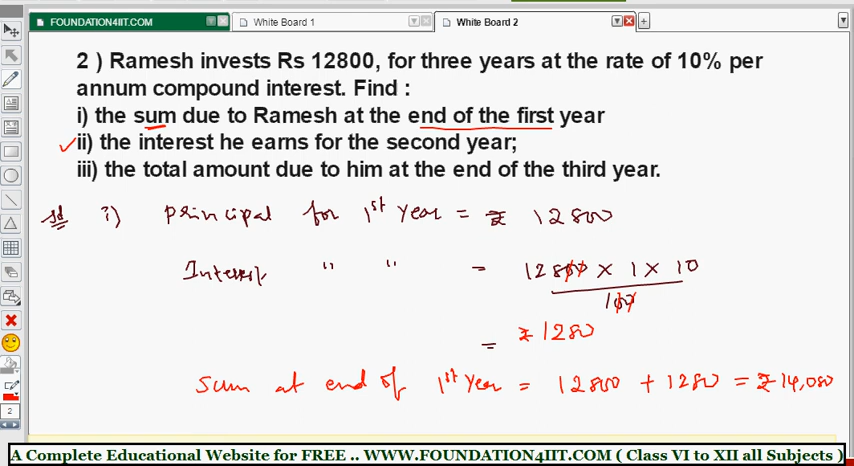 FOUNDATION4IIT.COM White Board 1 White Board 2
2 ) Ramesh invests Rs 12800, for three years at the rate of 10% per
annum compound interest. Find :
i) the sum due to Ramesh at the end of the first year
ii) the interest he earns for the second year;
iii) the total amount due to him at the end of the third year.
Sol i) Principal for 1st Year = ₹ 12800
Interest " " = 12800 × 1 × 10
100
= ₹ 1280
Sum at end of 1st Year = 12800 + 1280 = ₹ 14,080
2
A Complete Educational Website for FREE .. WWW.FOUNDATION4IIT.COM ( Class VI to XII all Subjects )